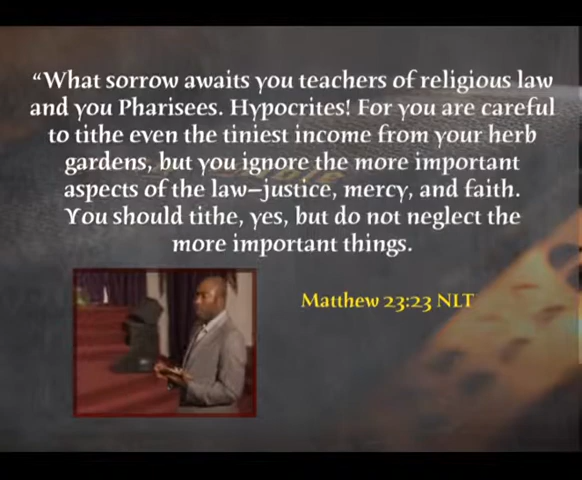 “What sorrow awaits you teachers of religious law
and you Pharisees. Hypocrites! For you are careful
to tithe even the tiniest income from your herb
gardens, but you ignore the more important
aspects of the law—justice, mercy, and faith.
You should tithe, yes, but do not neglect the
more important things.
Matthew 23:23 NLT